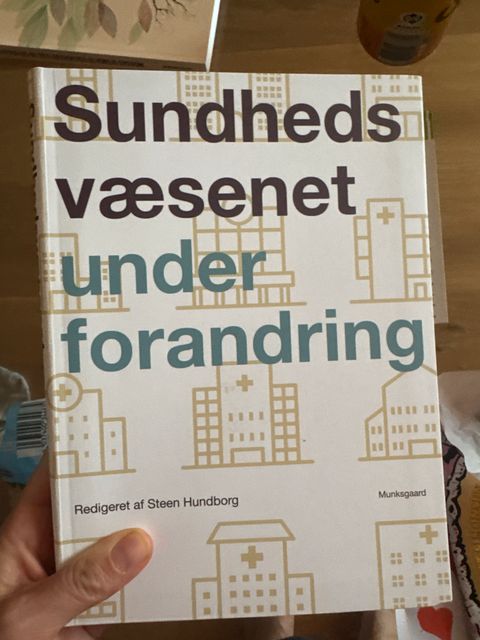 Sundheds
væsenet
under
forandring
Redigeret af Steen Hundborg
Munksgaard